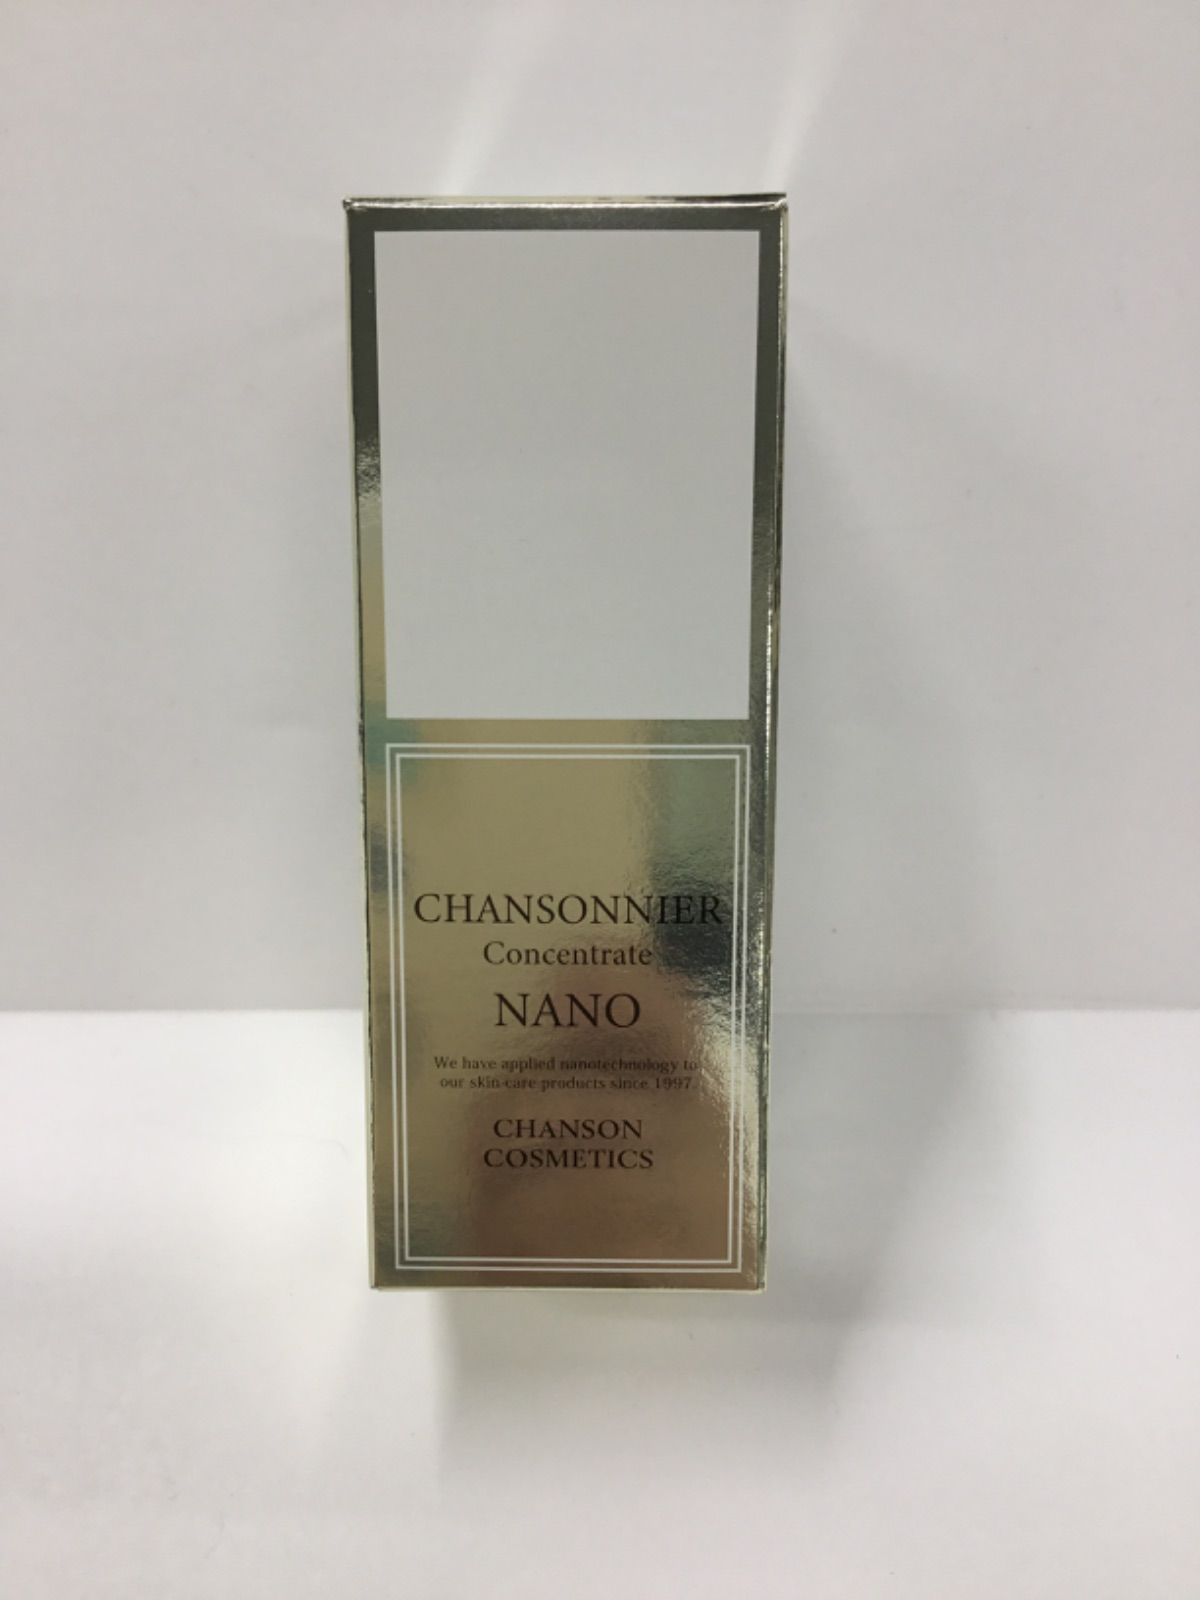 CHANSONNIER
Concentrate
NANO
We have applied nanotechnology to
our skin-care products since 1997.
CHANSON
COSMETICS